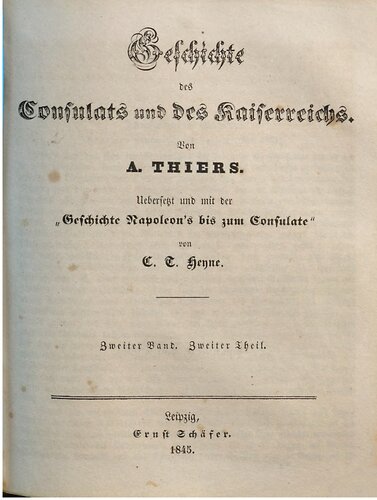 Geschichte
des
Consulats und des Kaiserreichs.
Von
A. THIERS.
Uebersetzt und mit der
„Geschichte Napoleon's bis zum Consulate“
von
C. T. Heyne.
Zweiter Band. Zweiter Theil.
Leipzig,
Ernst Schäfer.
1845.